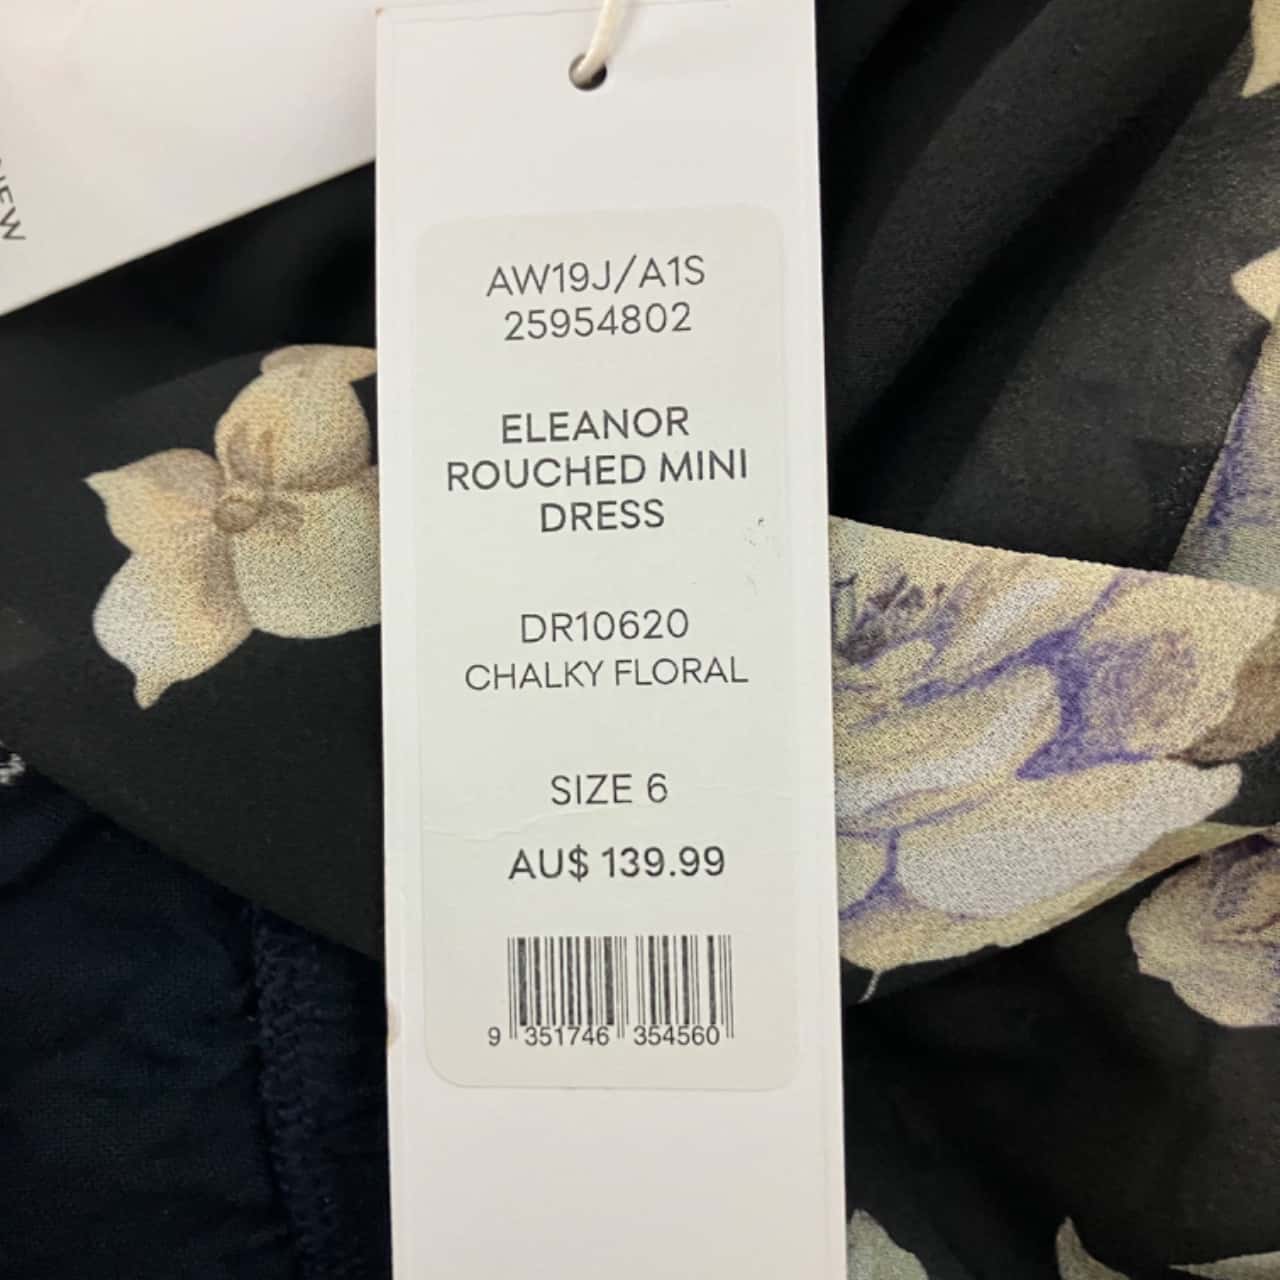 AW19J/A1S
25954802
ELEANOR
ROUCHED MINI
DRESS
DR10620
CHALKY FLORAL
SIZE 6
AU$ 139.99
9 351746 354560